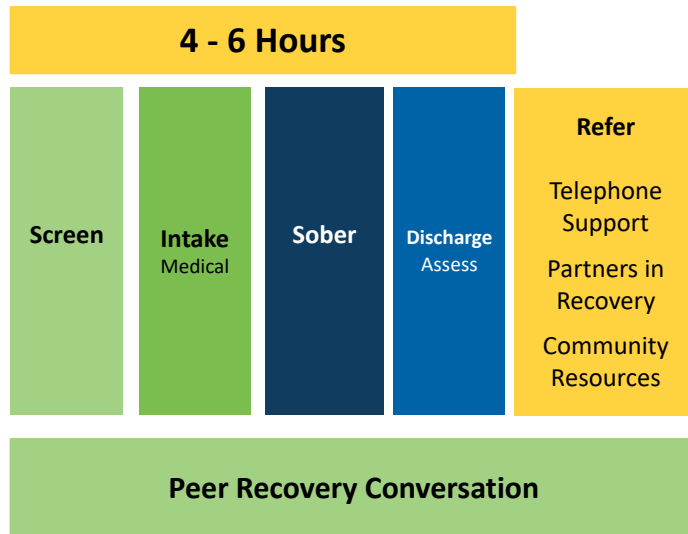 4 - 6 Hours
Screen
Intake
Medical
Sober
Discharge
Assess
Refer
Telephone
Support
Partners in
Recovery
Community
Resources
Peer Recovery Conversation